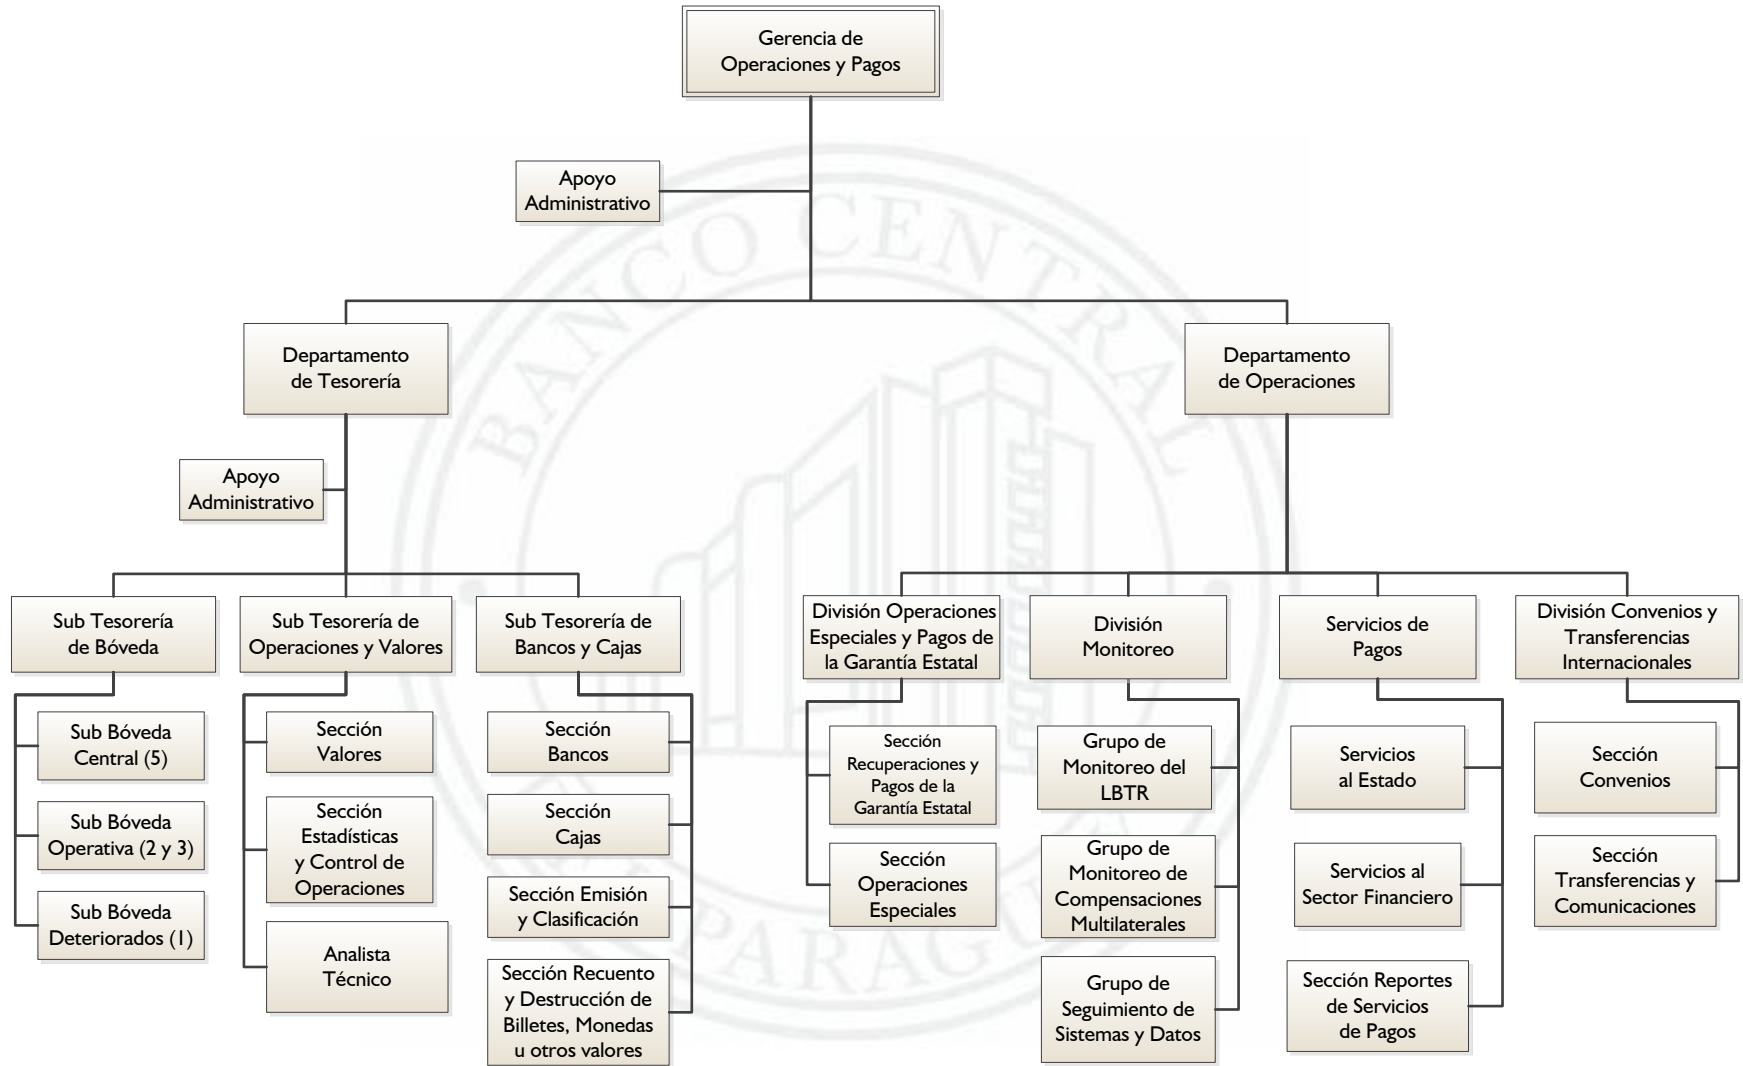 Gerencia de
Operaciones y Pagos
Apoyo
Administrativo
Departamento
de Tesorería
Departamento
de Operaciones
Apoyo
Administrativo
Sub Tesorería
de Bóveda
Sub Tesorería de
Operaciones y Valores
Sub Tesorería de
Bancos y Cajas
División Operaciones
Especiales y Pagos de
la Garantía Estatal
División
Monitoreo
Servicios de
Pagos
División Convenios y
Transferencias
Internacionales
Sub Bóveda
Central (5)
Sub Bóveda
Operativa (2 y 3)
Sub Bóveda
Deteriorados (1)
Sección
Valores
Sección
Estadísticas
y Control de
Operaciones
Analista
Técnico
Sección
Bancos
Sección
Cajas
Sección Emisión
y Clasificación
Sección Recuento
y Destrucción de
Billetes, Monedas
u otros valores
Sección
Recuperaciones y
Pagos de la
Garantía Estatal
Sección
Operaciones
Especiales
Grupo de
Monitoreo del
LBTR
Grupo de
Monitoreo de
Compensaciones
Multilaterales
Grupo de
Seguimiento de
Sistemas y Datos
Servicios
al Estado
Servicios al
Sector Financiero
Sección Reportes
de Servicios
de Pagos
Sección
Convenios
Sección
Transferencias y
Comunicaciones
BANCO CENTRAL
DEL PARAGUAY